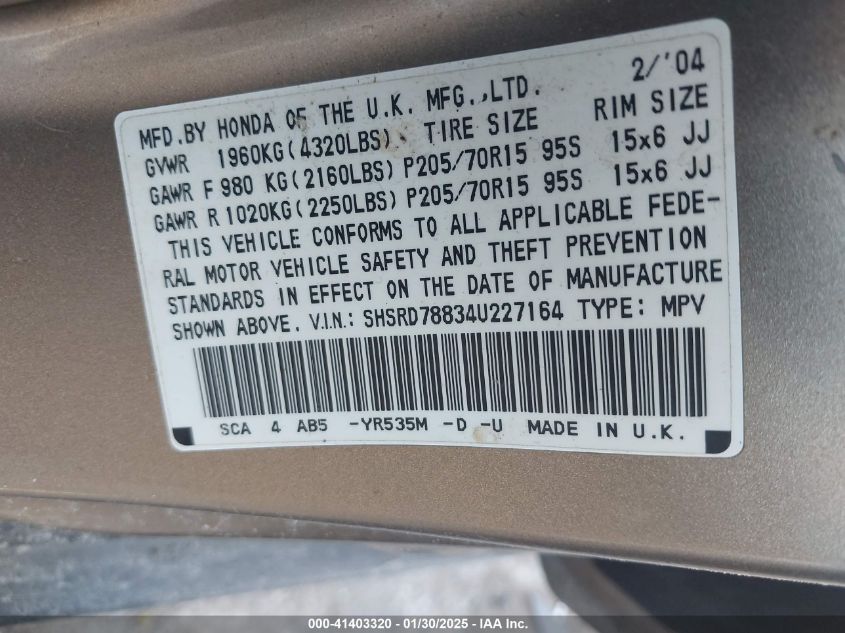 2/'04
MFD.BY HONDA OF THE U.K. MFG.,LTD.
GVWR 1960KG(4320LBS) TIRE SIZE RIM SIZE
GAWR F 980 KG(2160LBS) P205/70R15 95S 15x6 JJ
GAWR R1020KG(2250LBS) P205/70R15 95S 15x6 JJ
THIS VEHICLE CONFORMS TO ALL APPLICABLE FEDE-
RAL MOTOR VEHICLE SAFETY AND THEFT PREVENTION
STANDARDS IN EFFECT ON THE DATE OF MANUFACTURE
SHOWN ABOVE. V.I.N.: SHSRD78834U227164 TYPE: MPV
SCA 4 AB5 -YR535M -D -U MADE IN U.K.
000-41403320 - 01/30/2025 - IAA Inc.